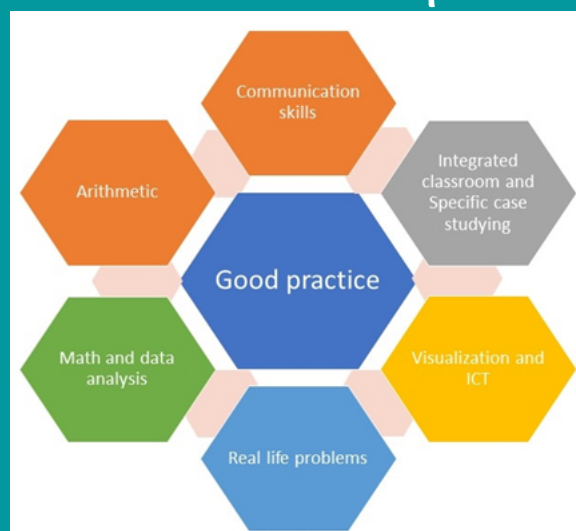 Communication
skills
Integrated
classroom and
Specific case
studying
Arithmetic
Good practice
Math and data
analysis
Visualization and
ICT
Real life problems